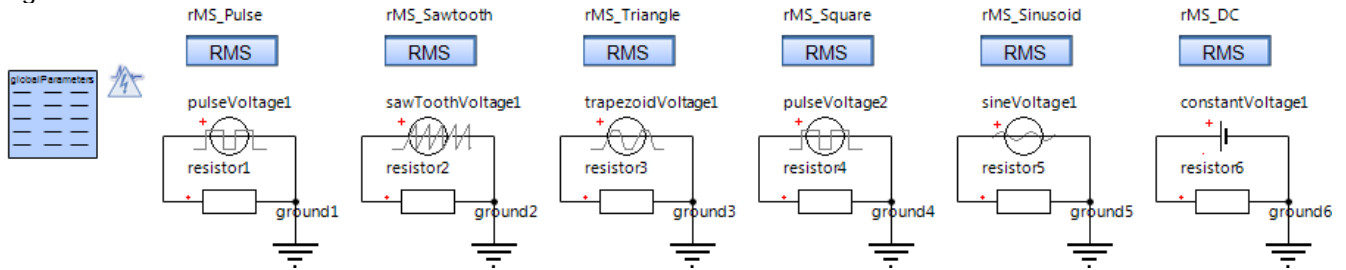 rMS_Pulse rMS_Sawtooth rMS_Triangle rMS_Square rMS_Sinusoid rMS_DC
RMS RMS RMS RMS RMS RMS
globalParameters
pulseVoltage1 sawToothVoltage1 trapezoidVoltage1 pulseVoltage2 sineVoltage1 constantVoltage1
+ + + + + +
resistor1 resistor2 resistor3 resistor4 resistor5 resistor6
+ + + + + +
ground1 ground2 ground3 ground4 ground5 ground6